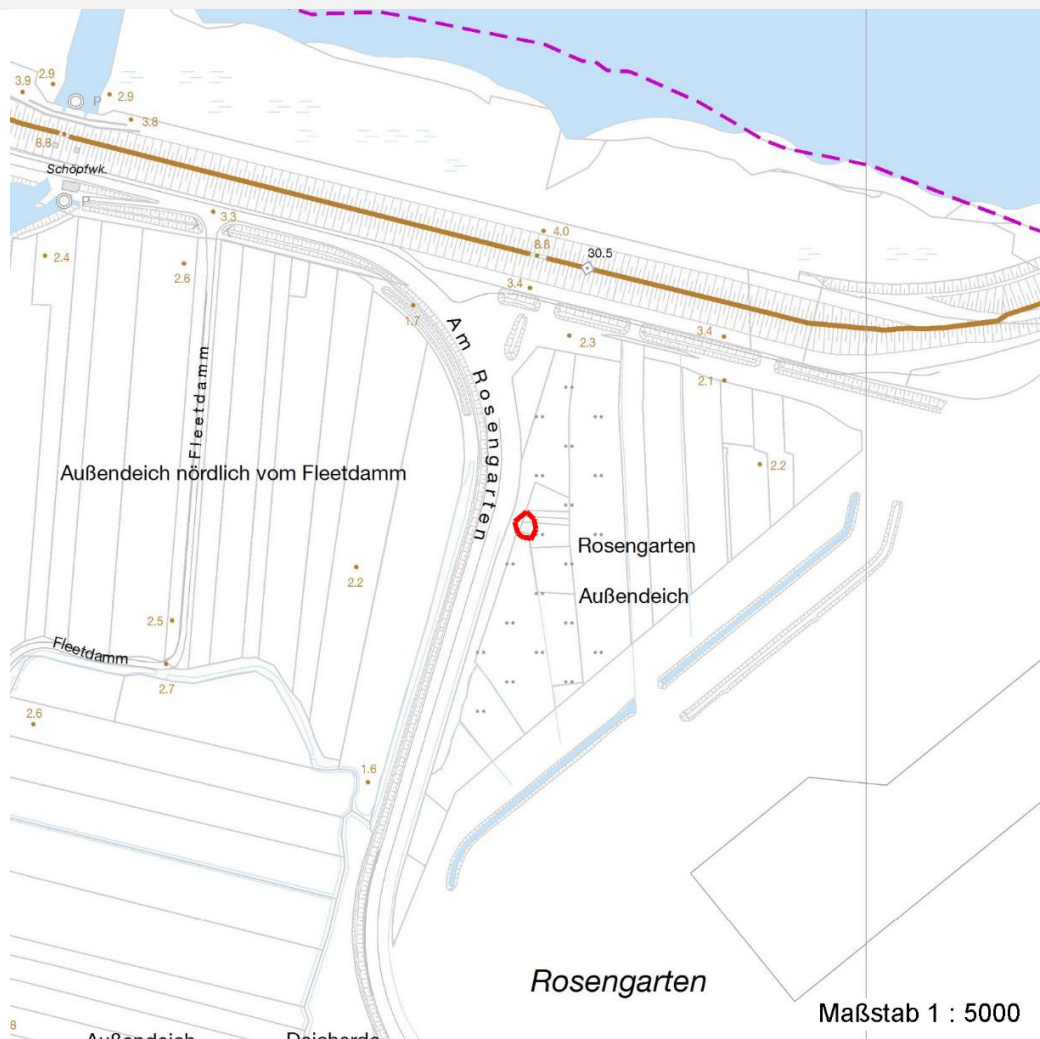 2.9
3.9
2.9
P
3.8
8.8
Schöpfwk.
P
3.3
4.0
8.8
30.5
2.4
2.6
3.4
1.7
3.4
2.3
2.1
Am Rosengarten
Fleetdamm
Außendeich nördlich vom Fleetdamm
2.2
Rosengarten
Außendeich
2.2
2.5
Fleetdamm
2.7
2.6
1.6
Rosengarten
Maßstab 1 : 5000
8
Außendeich